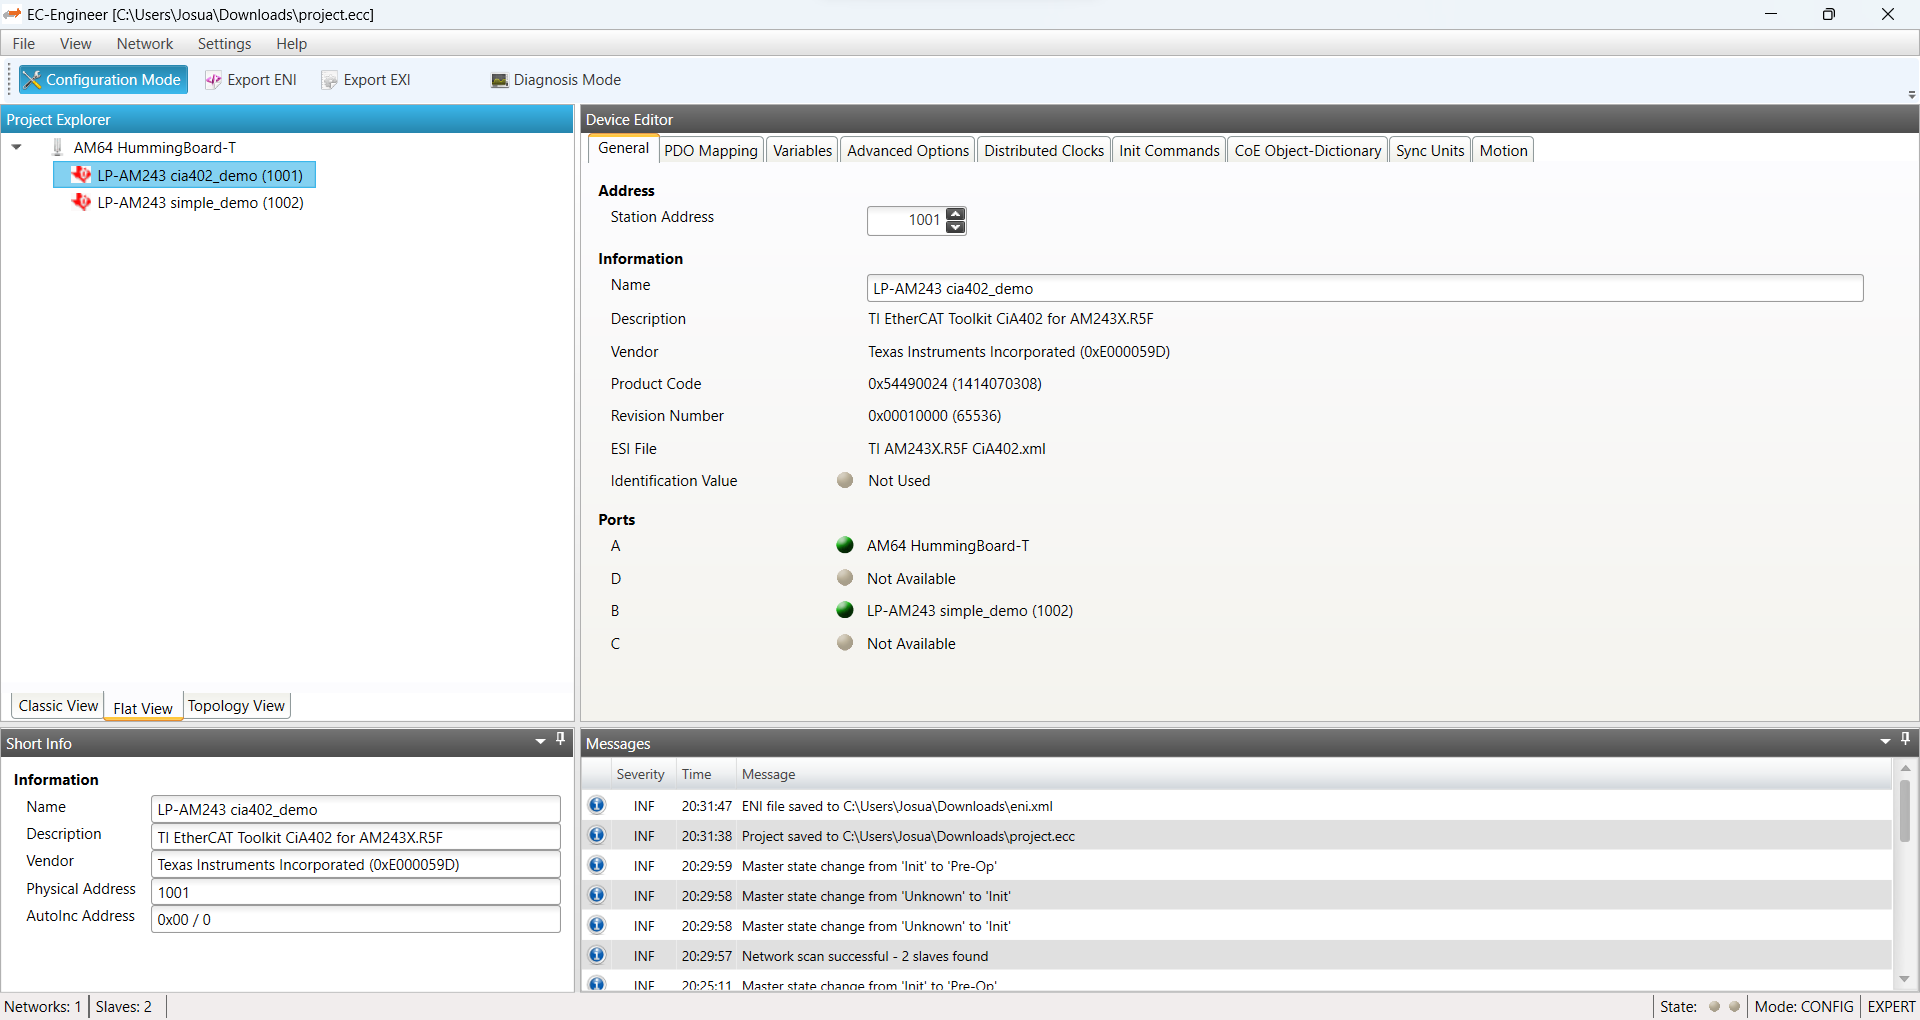 EC-Engineer [C:\Users\Josua\Downloads\project.ecc]
File View Network Settings Help
Configuration Mode Export ENI Export EXI Diagnosis Mode
Project Explorer
AM64 HummingBoard-T
LP-AM243 cia402_demo (1001)
LP-AM243 simple_demo (1002)
Classic View Flat View Topology View
Device Editor
General PDO Mapping Variables Advanced Options Distributed Clocks Init Commands CoE Object-Dictionary Sync Units Motion
Address
Station Address 1001
Information
Name LP-AM243 cia402_demo
Description TI EtherCAT Toolkit CiA402 for AM243X.R5F
Vendor Texas Instruments Incorporated (0xE000059D)
Product Code 0x54490024 (1414070308)
Revision Number 0x00010000 (65536)
ESI File TI AM243X.R5F CiA402.xml
Identification Value Not Used
Ports
A AM64 HummingBoard-T
D Not Available
B LP-AM243 simple_demo (1002)
C Not Available
Short Info
Information
Name LP-AM243 cia402_demo
Description TI EtherCAT Toolkit CiA402 for AM243X.R5F
Vendor Texas Instruments Incorporated (0xE000059D)
Physical Address 1001
AutoInc Address 0x00 / 0
Messages
Severity Time Message
INF 20:31:47 ENI file saved to C:\Users\Josua\Downloads\eni.xml
INF 20:31:38 Project saved to C:\Users\Josua\Downloads\project.ecc
INF 20:29:59 Master state change from 'Init' to 'Pre-Op'
INF 20:29:58 Master state change from 'Unknown' to 'Init'
INF 20:29:58 Master state change from 'Unknown' to 'Init'
INF 20:29:57 Network scan successful - 2 slaves found
INF 20:25:11 Master state change from 'Init' to 'Pre-Op'
Networks: 1 Slaves: 2 State: Mode: CONFIG EXPERT